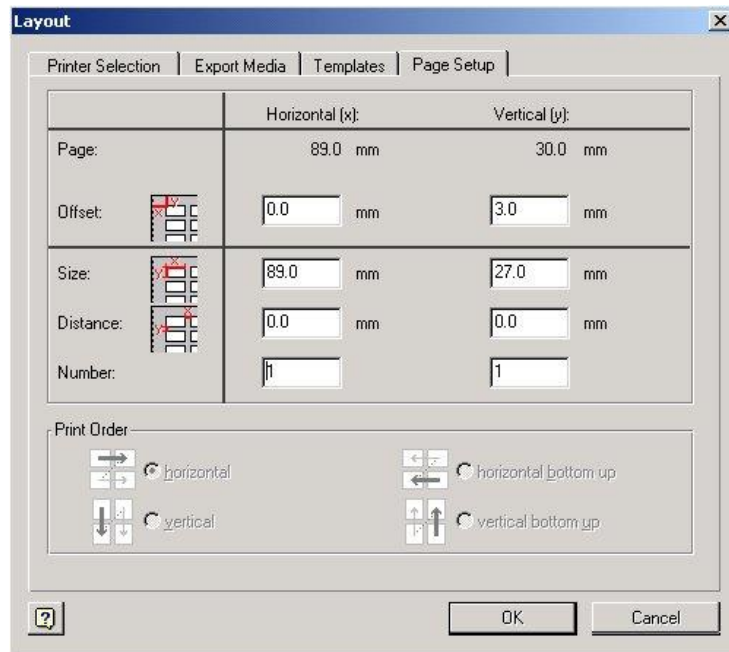 Layout
Printer Selection Export Media Templates Page Setup
Horizontal (x): Vertical (y):
Page: 89.0 mm 30.0 mm
Offset: 0.0 mm 3.0 mm
Size: 89.0 mm 27.0 mm
Distance: 0.0 mm 0.0 mm
Number: 1 1
Print Order
horizontal horizontal bottom up
vertical vertical bottom up
OK Cancel